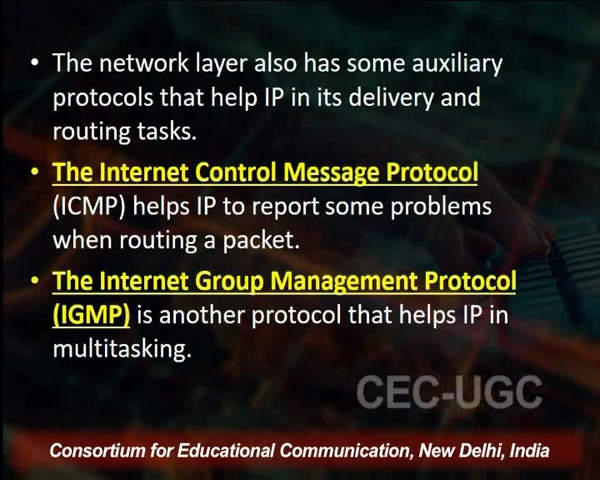 • The network layer also has some auxiliary
protocols that help IP in its delivery and
routing tasks.
• The Internet Control Message Protocol
(ICMP) helps IP to report some problems
when routing a packet.
• The Internet Group Management Protocol
(IGMP) is another protocol that helps IP in
multitasking.
CEC-UGC
Consortium for Educational Communication, New Delhi, India